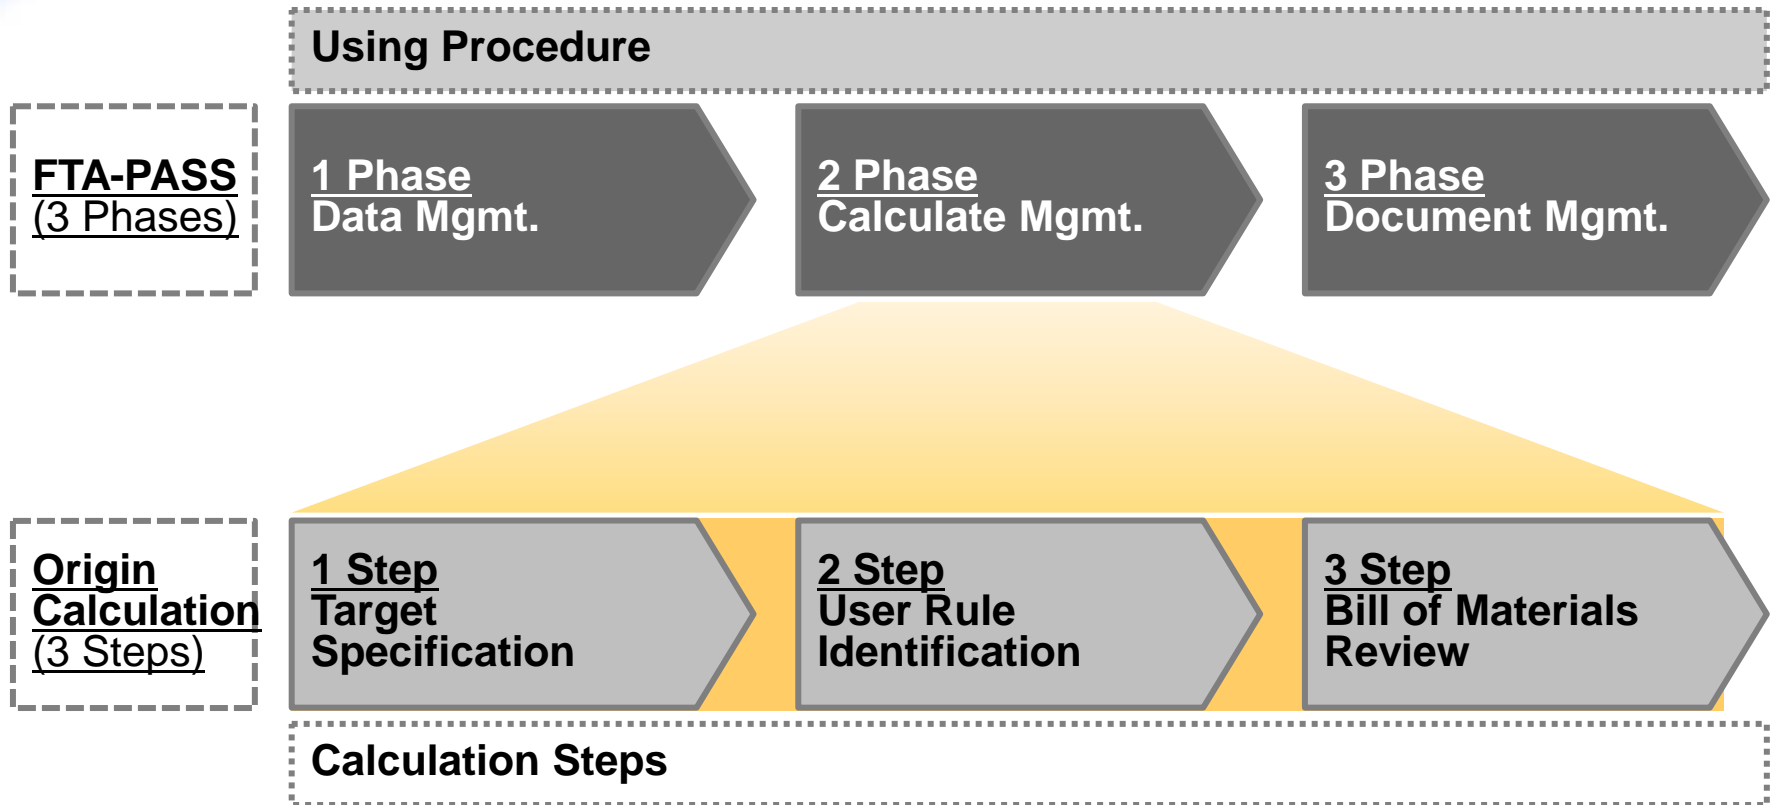 Using Procedure
FTA-PASS
(3 Phases)
1 Phase
Data Mgmt.
2 Phase
Calculate Mgmt.
3 Phase
Document Mgmt.
Origin
Calculation
(3 Steps)
1 Step
Target
Specification
2 Step
User Rule
Identification
3 Step
Bill of Materials
Review
Calculation Steps